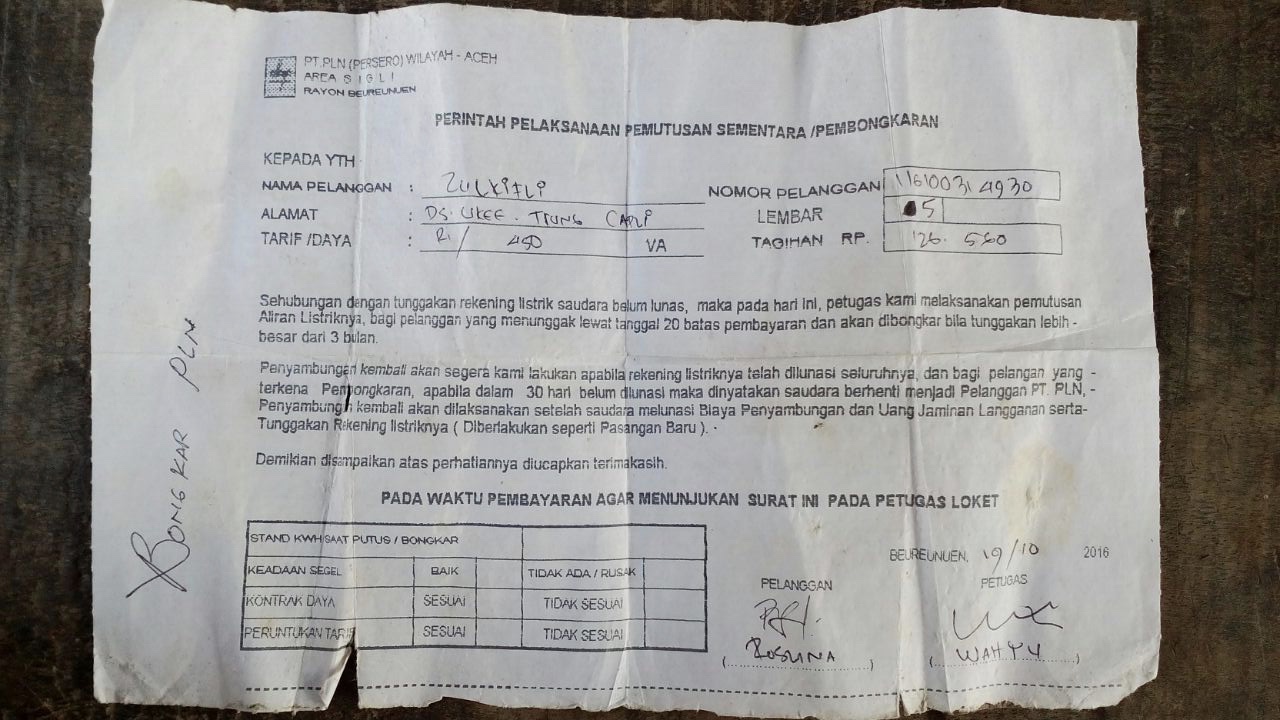 PT.PLN (PERSERO) WILAYAH - ACEH
AREA SIGLI
RAYON BEUREUNUEN
PERINTAH PELAKSANAAN PEMUTUSAN SEMENTARA /PEMBONGKARAN
KEPADA YTH
NAMA PELANGGAN : ZULKIFLI NOMOR PELANGGAN 116100314930
ALAMAT : DS. UKEE. TRUNG LEMBAR 5
TARIF /DAYA : R1/ 450 VA TAGIHAN RP. 126.560
Sehubungan dengan tunggakan rekening listrik saudara belum lunas, maka pada hari ini, petugas kami melaksanakan pemutusan
Aliran Listriknya, bagi pelanggan yang menunggak lewat tanggal 20 batas pembayaran dan akan dibongkar bila tunggakan lebih -
besar dari 3 bulan.
Penyambungan kembali akan segera kami lakukan apabila rekening listriknya telah dilunasi seluruhnya, dan bagi pelangan yang -
terkena Pembongkaran, apabila dalam 30 hari belum dilunasi maka dinyatakan saudara berhenti menjadi Pelanggan PT. PLN, -
Penyambungn kembali akan dilaksanakan setelah saudara melunasi Biaya Penyambungan dan Uang Jaminan Langganan serta-
Tunggakan Rekening listriknya ( Diberlakukan seperti Pasangan Baru ). -
Demikian disampaikan atas perhatiannya diucapkan terimakasih.
PADA WAKTU PEMBAYARAN AGAR MENUNJUKAN SURAT INI PADA PETUGAS LOKET
STAND KWH SAAT PUTUS / BONGKAR
KEADAAN SEGEL BAIK TIDAK ADA / RUSAK
KONTRAK DAYA SESUAI TIDAK SESUAI
PERUNTUKAN TARIF SESUAI TIDAK SESUAI
BEUREUNUEN, 19/10 2016
PELANGGAN PETUGAS
(ROSLINA) (WAHYU)
BONGKAR PLN